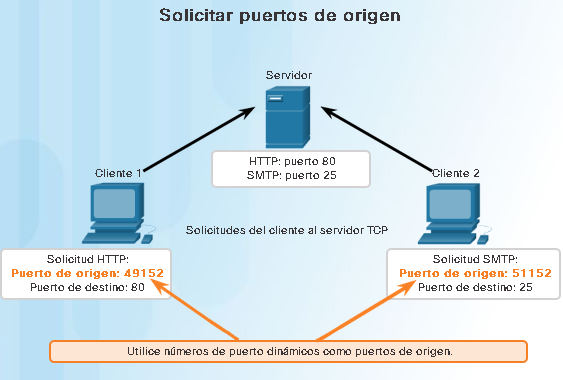 Solicitar puertos de origen
Servidor
HTTP: puerto 80
SMTP: puerto 25
Cliente 1
Cliente 2
Solicitudes del cliente al servidor TCP
Solicitud HTTP:
Puerto de origen: 49152
Puerto de destino: 80
Solicitud SMTP:
Puerto de origen: 51152
Puerto de destino: 25
Utilice números de puerto dinámicos como puertos de origen.